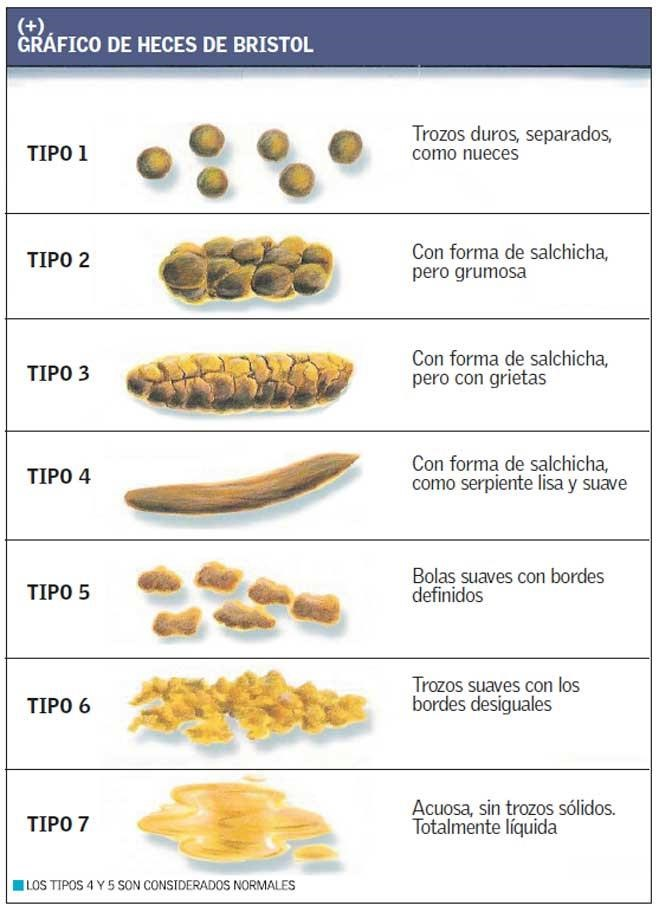 (+)
GRÁFICO DE HECES DE BRISTOL
TIPO 1
Trozos duros, separados,
como nueces
TIPO 2
Con forma de salchicha,
pero grumosa
TIPO 3
Con forma de salchicha,
pero con grietas
TIPO 4
Con forma de salchicha,
como serpiente lisa y suave
TIPO 5
Bolas suaves con bordes
definidos
TIPO 6
Trozos suaves con los
bordes desiguales
TIPO 7
Acuosa, sin trozos sólidos.
Totalmente líquida
LOS TIPOS 4 Y 5 SON CONSIDERADOS NORMALES